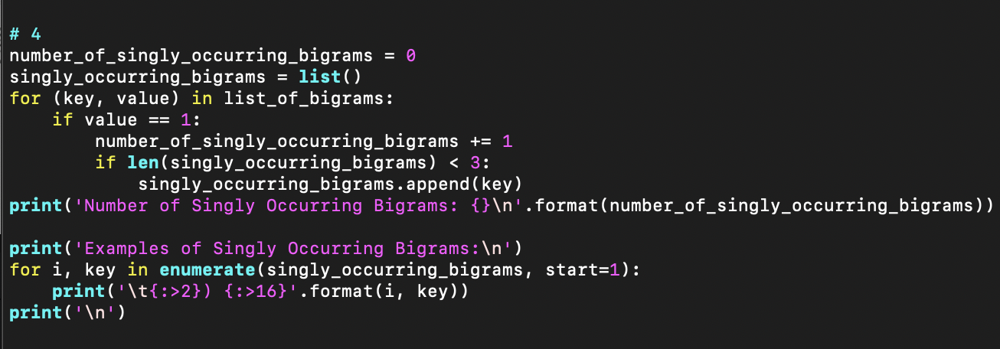 # 4
number_of_singly_occurring_bigrams = 0
singly_occurring_bigrams = list()
for (key, value) in list_of_bigrams:
    if value == 1:
        number_of_singly_occurring_bigrams += 1
        if len(singly_occurring_bigrams) < 3:
            singly_occurring_bigrams.append(key)
print('Number of Singly Occurring Bigrams: {}\n'.format(number_of_singly_occurring_bigrams))

print('Examples of Singly Occurring Bigrams:\n')
for i, key in enumerate(singly_occurring_bigrams, start=1):
    print('\t{:>2}) {:>16}'.format(i, key))
print('\n')